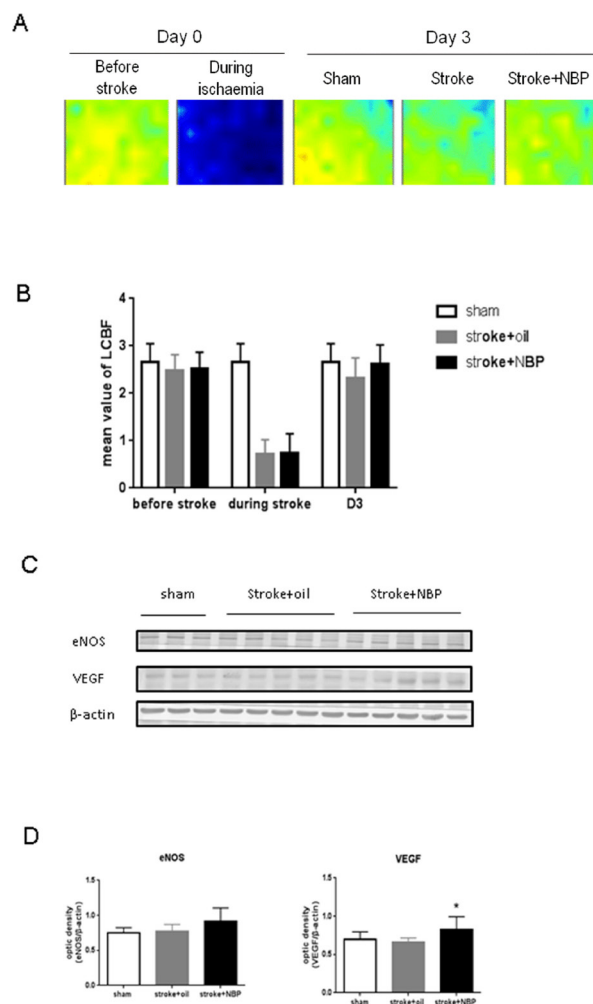 A
Day 0
Day 3
Before stroke
During ischaemia
Sham
Stroke
Stroke+NBP
B
mean value of LCBF
4
3
2
1
0
before stroke
during stroke
D3
sham
stroke+oil
stroke+NBP
C
sham
Stroke+oil
Stroke+NBP
eNOS
VEGF
β-actin
D
eNOS
optic density
(eNOS/β-actin)
1.5
1.0
0.5
0.0
sham
stroke+oil
stroke+NBP
VEGF
optic density
(VEGF/β-actin)
1.5
1.0
0.5
0.0
*
sham
stroke+oil
stroke+NBP